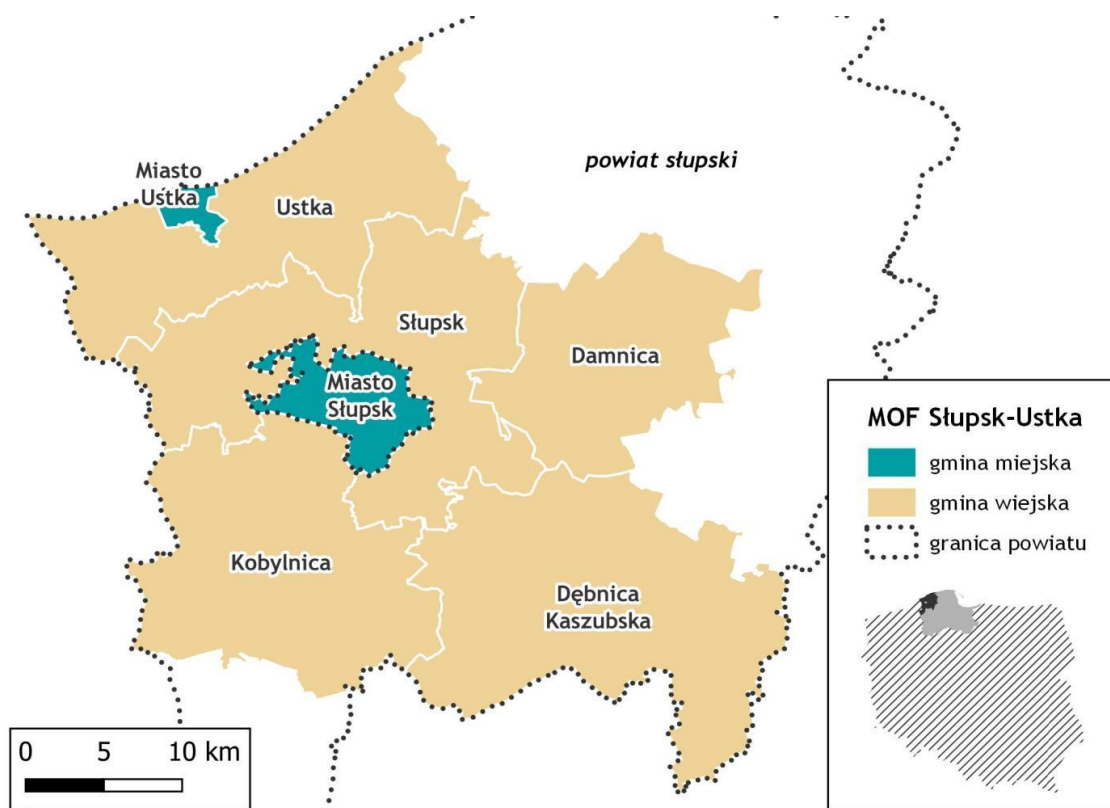 powiat słupski
Miasto
Ustka
Ustka
Słupsk
Damnica
Miasto
Słupsk
Kobylnica
Dębnica
Kaszubska
MOF Słupsk-Ustka
gmina miejska
gmina wiejska
granica powiatu
0 5 10 km